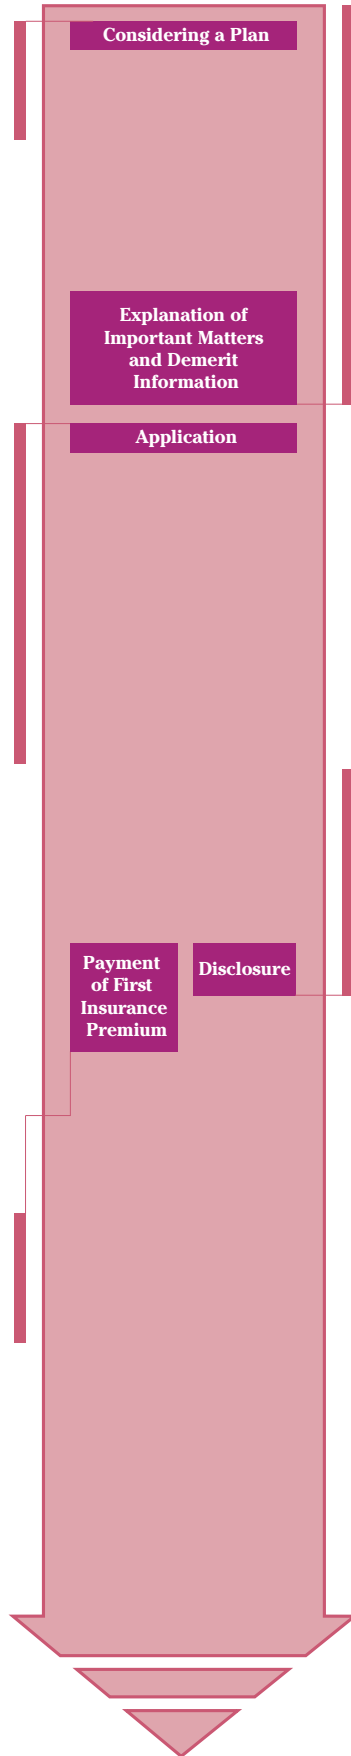 Considering a Plan
Explanation of
Important Matters
and Demerit
Information
Application
Payment
of First
Insurance
Premium
Disclosure